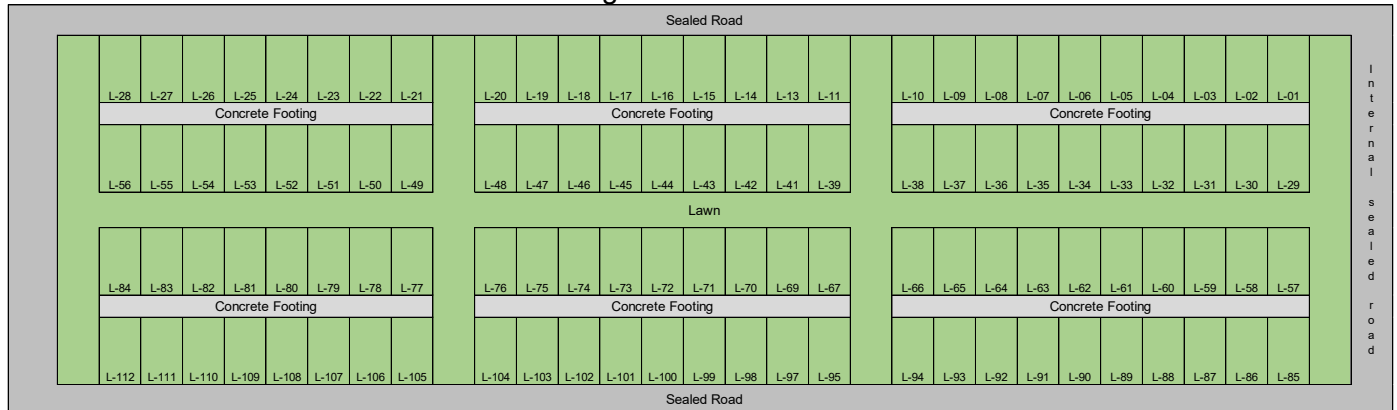 Sealed Road
L-28 L-27 L-26 L-25 L-24 L-23 L-22 L-21 L-20 L-19 L-18 L-17 L-16 L-15 L-14 L-13 L-11 L-10 L-09 L-08 L-07 L-06 L-05 L-04 L-03 L-02 L-01
Concrete Footing Concrete Footing Concrete Footing
L-56 L-55 L-54 L-53 L-52 L-51 L-50 L-49 L-48 L-47 L-46 L-45 L-44 L-43 L-42 L-41 L-39 L-38 L-37 L-36 L-35 L-34 L-33 L-32 L-31 L-30 L-29
Lawn
L-84 L-83 L-82 L-81 L-80 L-79 L-78 L-77 L-76 L-75 L-74 L-73 L-72 L-71 L-70 L-69 L-67 L-66 L-65 L-64 L-63 L-62 L-61 L-60 L-59 L-58 L-57
Concrete Footing Concrete Footing Concrete Footing
L-112 L-111 L-110 L-109 L-108 L-107 L-106 L-105 L-104 L-103 L-102 L-101 L-100 L-99 L-98 L-97 L-95 L-94 L-93 L-92 L-91 L-90 L-89 L-88 L-87 L-86 L-85
Sealed Road
Internal sealed road